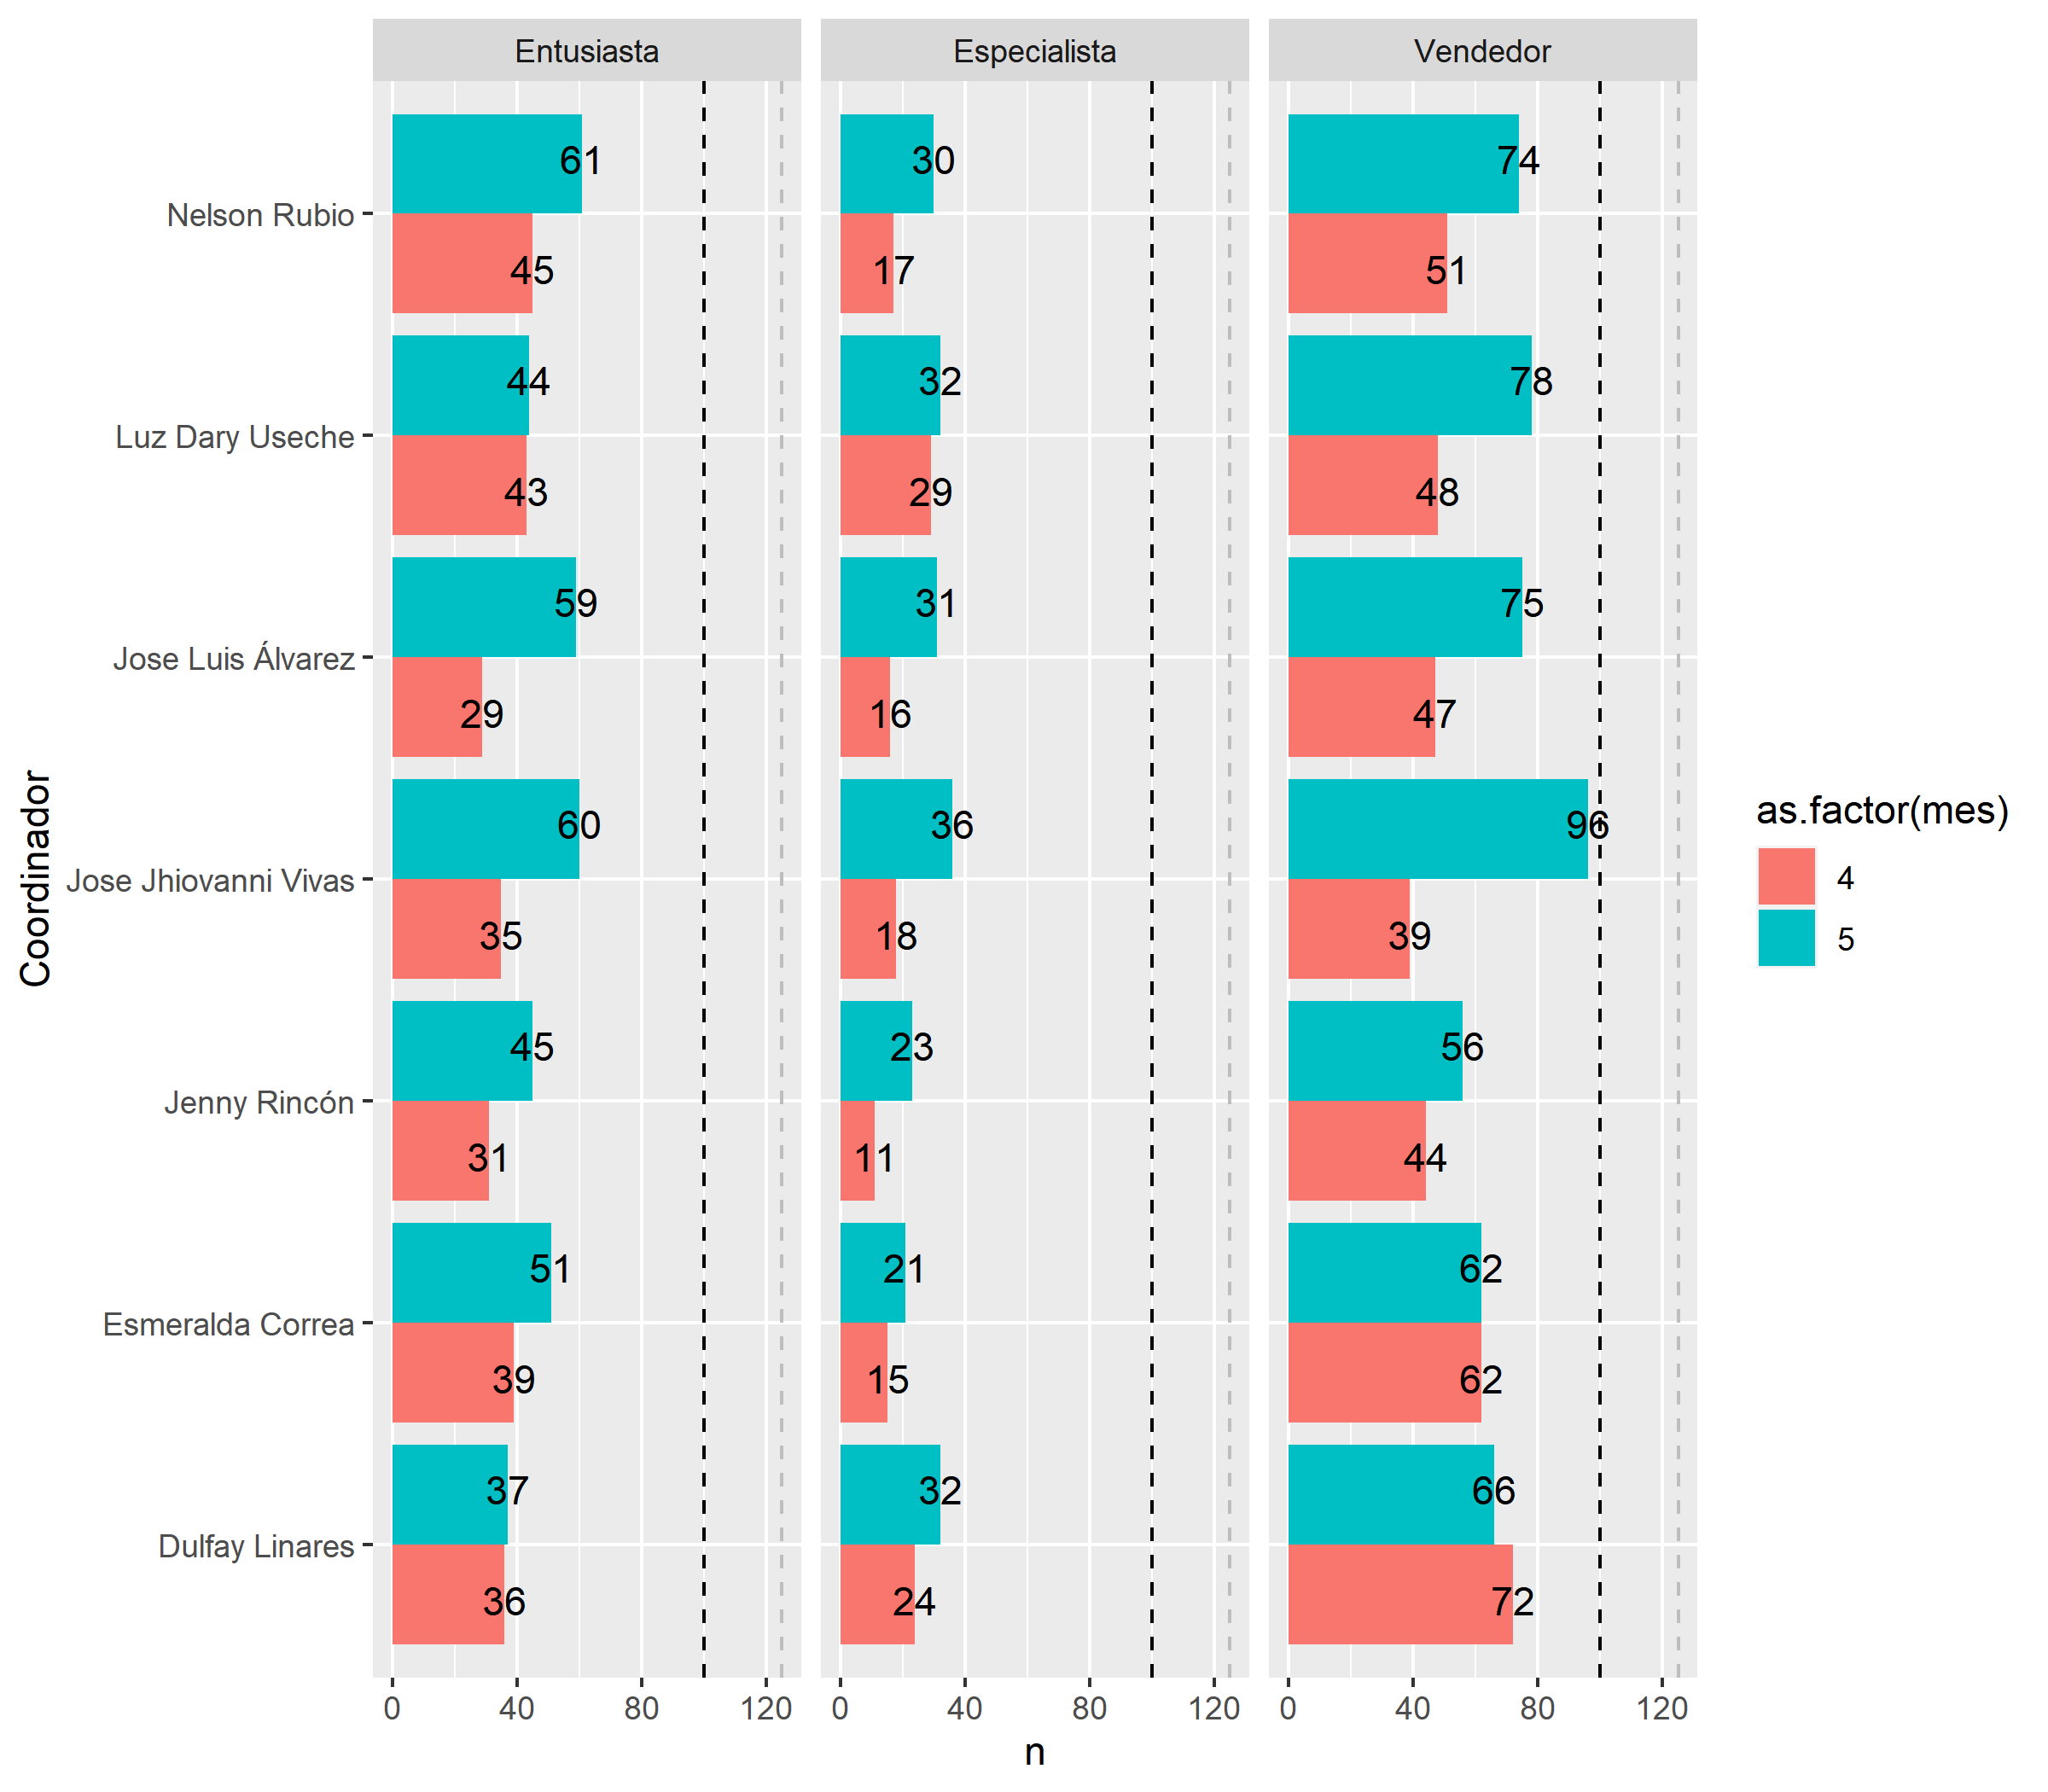 Entusiasta Especialista Vendedor
61 30 74
Nelson Rubio
45 17 51
44 32 78
Luz Dary Useche
43 29 48
59 31 75
Jose Luis Álvarez
29 16 47
60 36 96
Jose Jhiovanni Vivas
35 18 39
45 23 56
Jenny Rincón
31 11 44
51 21 62
Esmeralda Correa
39 15 62
37 32 66
Dulfay Linares
36 24 72
0 40 80 120 0 40 80 120 0 40 80 120
n
Coordinador
as.factor(mes)
4
5